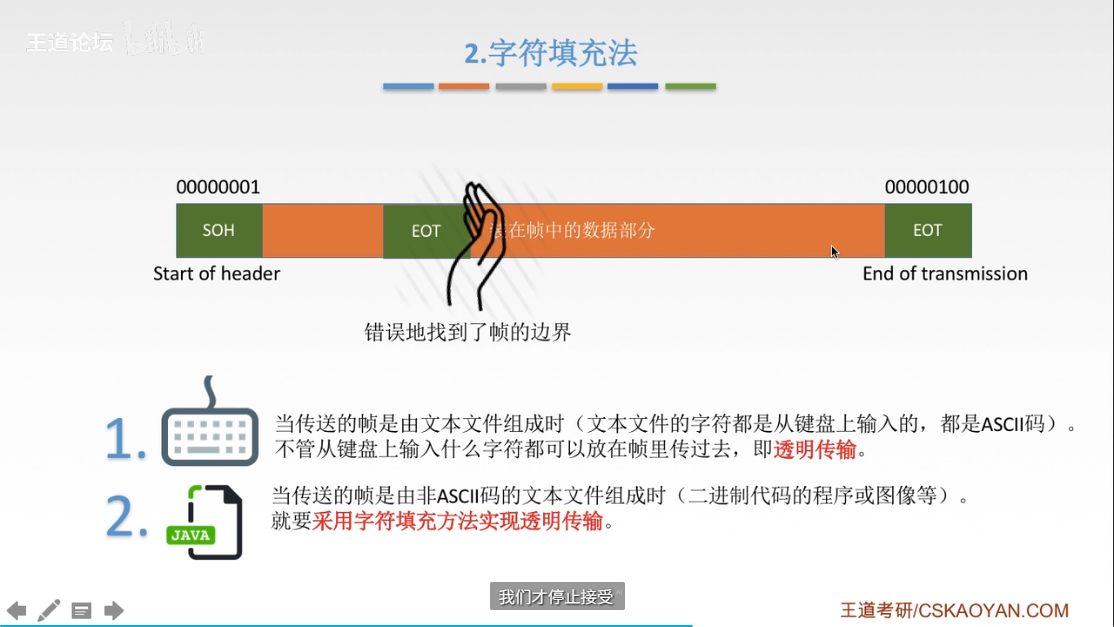 王道论坛
2.字符填充法
00000001
00000100
SOH
EOT
在帧中的数据部分
EOT
Start of header
End of transmission
错误地找到了帧的边界
1.
当传送的帧是由文本文件组成时（文本文件的字符都是从键盘上输入的，都是ASCII码）。
不管从键盘上输入什么字符都可以放在帧里传过去，即透明传输。
2.
JAVA
当传送的帧是由非ASCII码的文本文件组成时（二进制代码的程序或图像等）。
就要采用字符填充方法实现透明传输。
我们才停止接受
王道考研/CSKAOYAN.COM